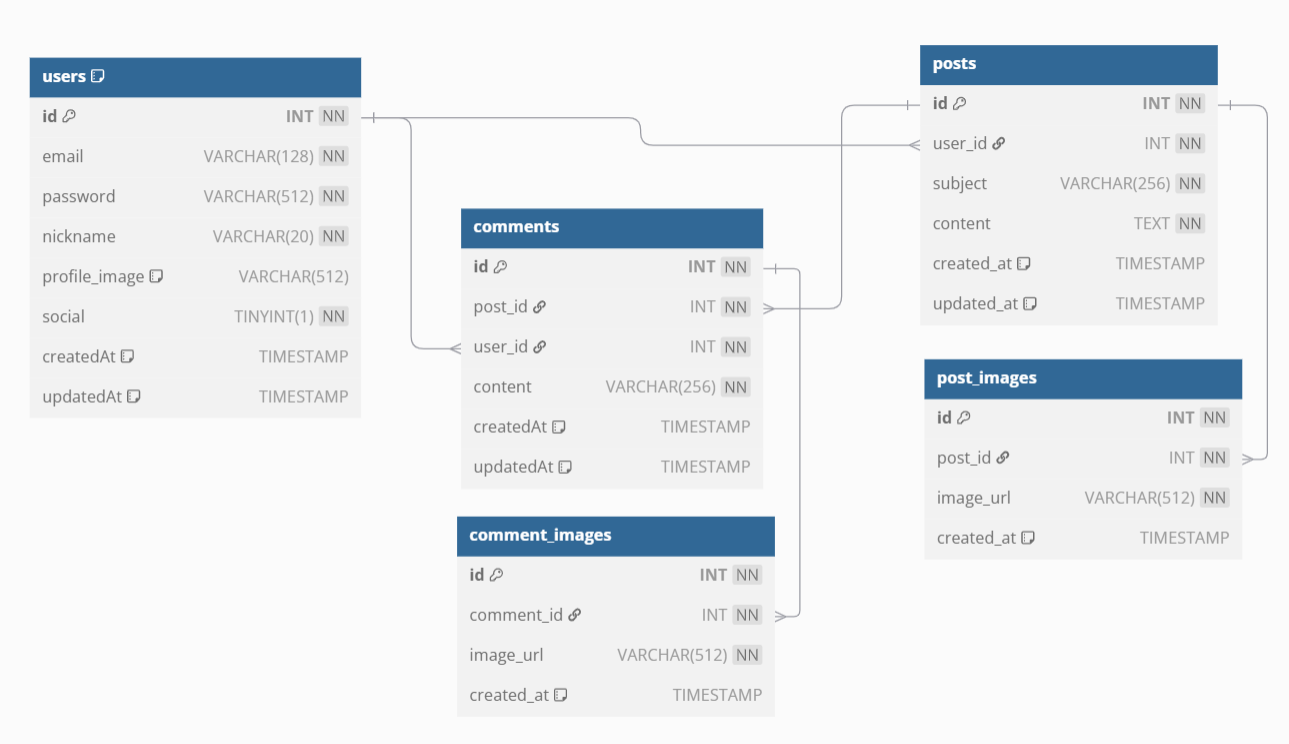 users
id INT NN
email VARCHAR(128) NN
password VARCHAR(512) NN
nickname VARCHAR(20) NN
profile_image VARCHAR(512)
social TINYINT(1) NN
createdAt TIMESTAMP
updatedAt TIMESTAMP
comments
id INT NN
post_id INT NN
user_id INT NN
content VARCHAR(256) NN
createdAt TIMESTAMP
updatedAt TIMESTAMP
comment_images
id INT NN
comment_id INT NN
image_url VARCHAR(512) NN
created_at TIMESTAMP
posts
id INT NN
user_id INT NN
subject VARCHAR(256) NN
content TEXT NN
created_at TIMESTAMP
updated_at TIMESTAMP
post_images
id INT NN
post_id INT NN
image_url VARCHAR(512) NN
created_at TIMESTAMP